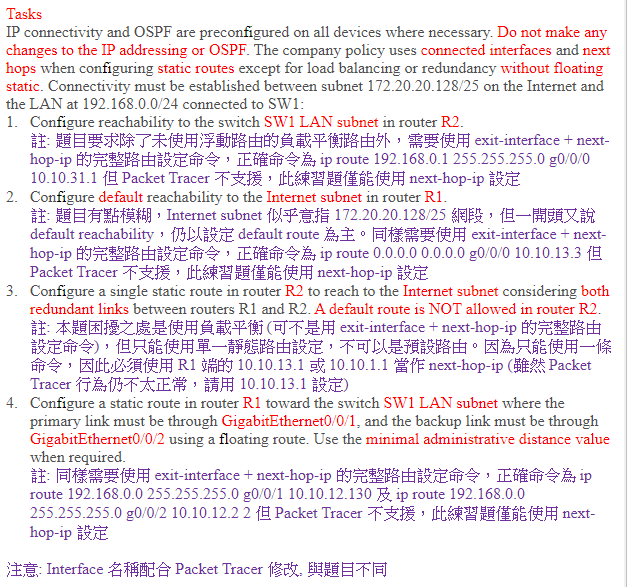 Tasks
IP connectivity and OSPF are preconfigured on all devices where necessary. Do not make any
changes to the IP addressing or OSPF. The company policy uses connected interfaces and next
hops when configuring static routes except for load balancing or redundancy without floating
static. Connectivity must be established between subnet 172.20.20.128/25 on the Internet and
the LAN at 192.168.0.0/24 connected to SW1:
1. Configure reachability to the switch SW1 LAN subnet in router R2.
註: 題目要求除了未使用浮動路由的負載平衡路由外，需要使用 exit-interface + next-
hop-ip 的完整路由設定命令，正確命令為 ip route 192.168.0.1 255.255.255.0 g0/0/0
10.10.31.1 但 Packet Tracer 不支援，此練習題僅能使用 next-hop-ip 設定
2. Configure default reachability to the Internet subnet in router R1.
註: 題目有點模糊，Internet subnet 似乎意指 172.20.20.128/25 網段，但一開頭又說
default reachability，仍以設定 default route 為主。同樣需要使用 exit-interface + next-
hop-ip 的完整路由設定命令，正確命令為 ip route 0.0.0.0 0.0.0.0 g0/0/0 10.10.13.3 但
Packet Tracer 不支援，此練習題僅能使用 next-hop-ip 設定
3. Configure a single static route in router R2 to reach to the Internet subnet considering both
redundant links between routers R1 and R2. A default route is NOT allowed in router R2.
註: 本題困擾之處是使用負載平衡 (可不是用 exit-interface + next-hop-ip 的完整路由
設定命令)，但只能使用單一靜態路由設定，不可以是預設路由。因為只能使用一條
命令，因此必須使用 R1 端的 10.10.13.1 或 10.10.1.1 當作 next-hop-ip (雖然 Packet
Tracer 行為仍不太正常，請用 10.10.13.1 設定)
4. Configure a static route in router R1 toward the switch SW1 LAN subnet where the
primary link must be through GigabitEthernet0/0/1, and the backup link must be through
GigabitEthernet0/0/2 using a floating route. Use the minimal administrative distance value
when required.
註: 同樣需要使用 exit-interface + next-hop-ip 的完整路由設定命令，正確命令為 ip
route 192.168.0.0 255.255.255.0 g0/0/1 10.10.12.130 及 ip route 192.168.0.0
255.255.255.0 g0/0/2 10.10.12.2 2 但 Packet Tracer 不支援，此練習題僅能使用 next-
hop-ip 設定
注意: Interface 名稱配合 Packet Tracer 修改, 與題目不同